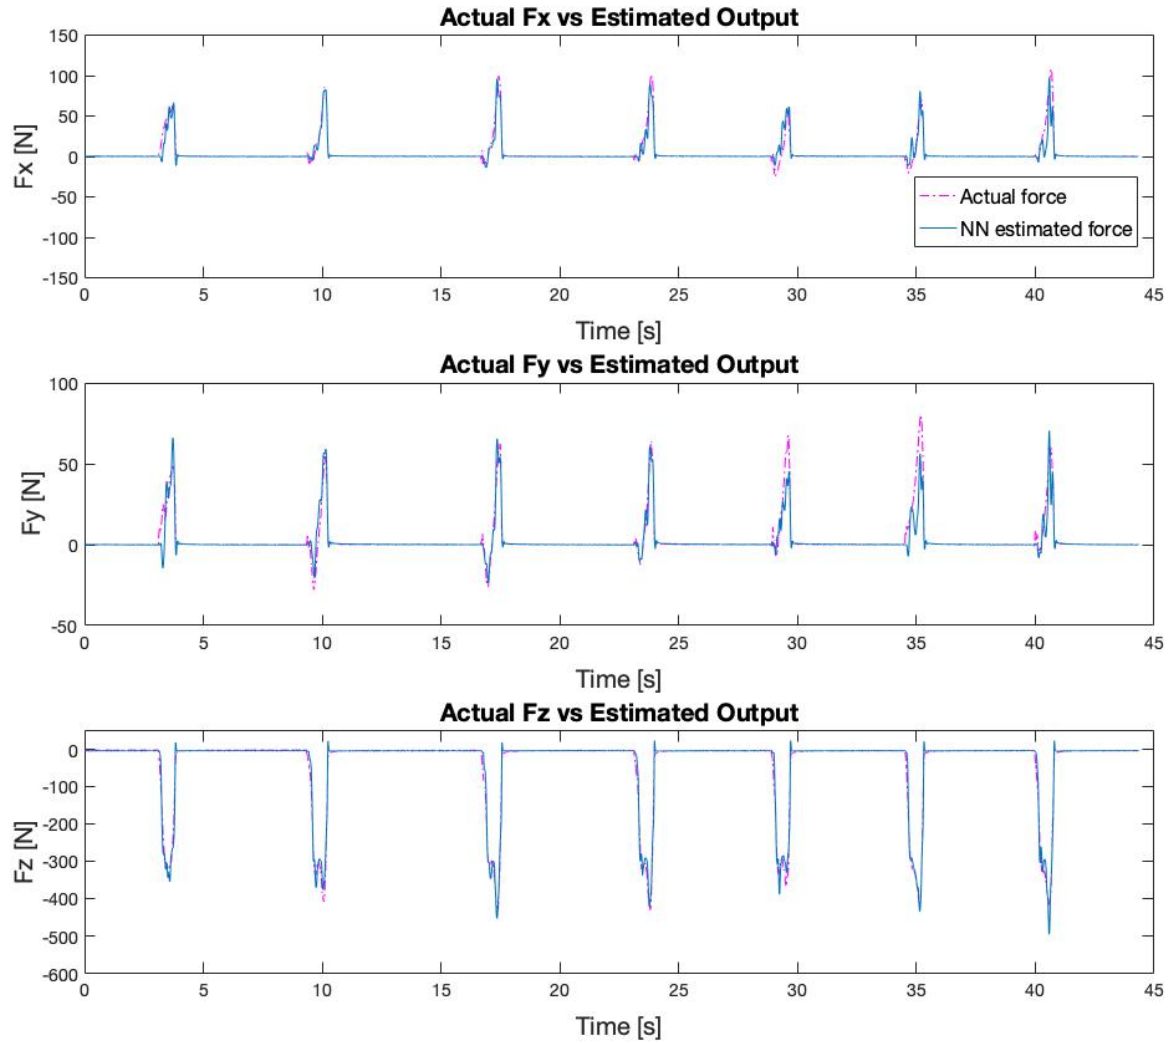 Actual Fx vs Estimated Output
150
100
50
0
-50
-100
-150
Fx [N]
Actual force
NN estimated force
0 5 10 15 20 25 30 35 40 45
Time [s]
Actual Fy vs Estimated Output
100
50
0
-50
Fy [N]
0 5 10 15 20 25 30 35 40 45
Time [s]
Actual Fz vs Estimated Output
0
-100
-200
-300
-400
-500
-600
Fz [N]
0 5 10 15 20 25 30 35 40 45
Time [s]